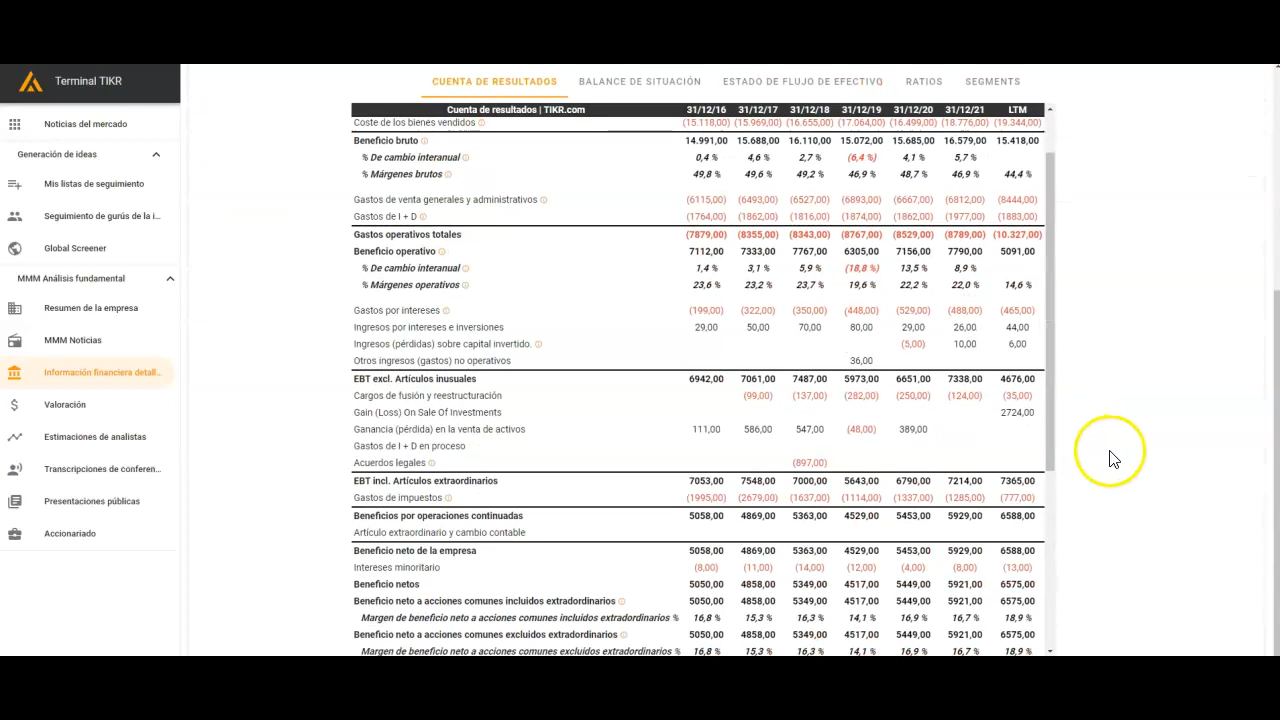 Terminal TIKR
CUENTA DE RESULTADOS BALANCE DE SITUACIÓN ESTADO DE FLUJO DE EFECTIVO RATIOS SEGMENTS
Noticias del mercado
Generación de ideas
Mis listas de seguimiento
Seguimiento de gurús de la i...
Global Screener
MMM Análisis fundamental
Resumen de la empresa
MMM Noticias
Información financiera detall...
Valoración
Estimaciones de analistas
Transcripciones de conferen...
Presentaciones públicas
Accionariado
Cuenta de resultados | TIKR.com 31/12/16 31/12/17 31/12/18 31/12/19 31/12/20 31/12/21 LTM
Coste de los bienes vendidos (15.118,00) (15.969,00) (16.655,00) (17.064,00) (16.499,00) (18.776,00) (19.344,00)
Beneficio bruto 14.991,00 15.688,00 16.110,00 15.072,00 15.685,00 16.579,00 15.418,00
% De cambio interanual 0,4 % 4,6 % 2,7 % (6,4 %) 4,1 % 5,7 %
% Márgenes brutos 49,8 % 49,6 % 49,2 % 46,9 % 48,7 % 46,9 % 44,4 %
Gastos de venta generales y administrativos (6115,00) (6493,00) (6527,00) (6893,00) (6667,00) (6812,00) (8444,00)
Gastos de I + D (1764,00) (1862,00) (1816,00) (1874,00) (1862,00) (1977,00) (1883,00)
Gastos operativos totales (7879,00) (8355,00) (8343,00) (8767,00) (8529,00) (8789,00) (10.327,00)
Beneficio operativo 7112,00 7333,00 7767,00 6305,00 7156,00 7790,00 5091,00
% De cambio interanual 1,4 % 3,1 % 5,9 % (18,8 %) 13,5 % 8,9 %
% Márgenes operativos 23,6 % 23,2 % 23,7 % 19,6 % 22,2 % 22,0 % 14,6 %
Gastos por intereses (199,00) (322,00) (350,00) (448,00) (529,00) (488,00) (465,00)
Ingresos por intereses e inversiones 29,00 50,00 70,00 80,00 29,00 26,00 44,00
Ingresos (pérdidas) sobre capital invertido. (5,00) 10,00 6,00
Otros ingresos (gastos) no operativos 36,00
EBT excl. Artículos inusuales 6942,00 7061,00 7487,00 5973,00 6651,00 7338,00 4676,00
Cargos de fusión y reestructuración (99,00) (137,00) (282,00) (250,00) (124,00) (35,00)
Gain (Loss) On Sale Of Investments 2724,00
Ganancia (pérdida) en la venta de activos 111,00 586,00 547,00 (48,00) 389,00
Gastos de I + D en proceso
Acuerdos legales (897,00)
EBT incl. Artículos extraordinarios 7053,00 7548,00 7000,00 5643,00 6790,00 7214,00 7365,00
Gastos de impuestos (1995,00) (2679,00) (1637,00) (1114,00) (1337,00) (1285,00) (777,00)
Beneficios por operaciones continuadas 5058,00 4869,00 5363,00 4529,00 5453,00 5929,00 6588,00
Artículo extraordinario y cambio contable
Beneficio neto de la empresa 5058,00 4869,00 5363,00 4529,00 5453,00 5929,00 6588,00
Intereses minoritario (8,00) (11,00) (14,00) (12,00) (4,00) (8,00) (13,00)
Beneficio netos 5050,00 4858,00 5349,00 4517,00 5449,00 5921,00 6575,00
Beneficio neto a acciones comunes incluidos extradordinarios 5050,00 4858,00 5349,00 4517,00 5449,00 5921,00 6575,00
Margen de beneficio neto a acciones comunes incluidos extradordinarios % 16,8 % 15,3 % 16,3 % 14,1 % 16,9 % 16,7 % 18,9 %
Beneficio neto a acciones comunes excluidos extradordinarios 5050,00 4858,00 5349,00 4517,00 5449,00 5921,00 6575,00
Margen de beneficio neto a acciones comunes excluidos extradordinarios % 16,8 % 15,3 % 16,3 % 14,1 % 16,9 % 16,7 % 18,9 %